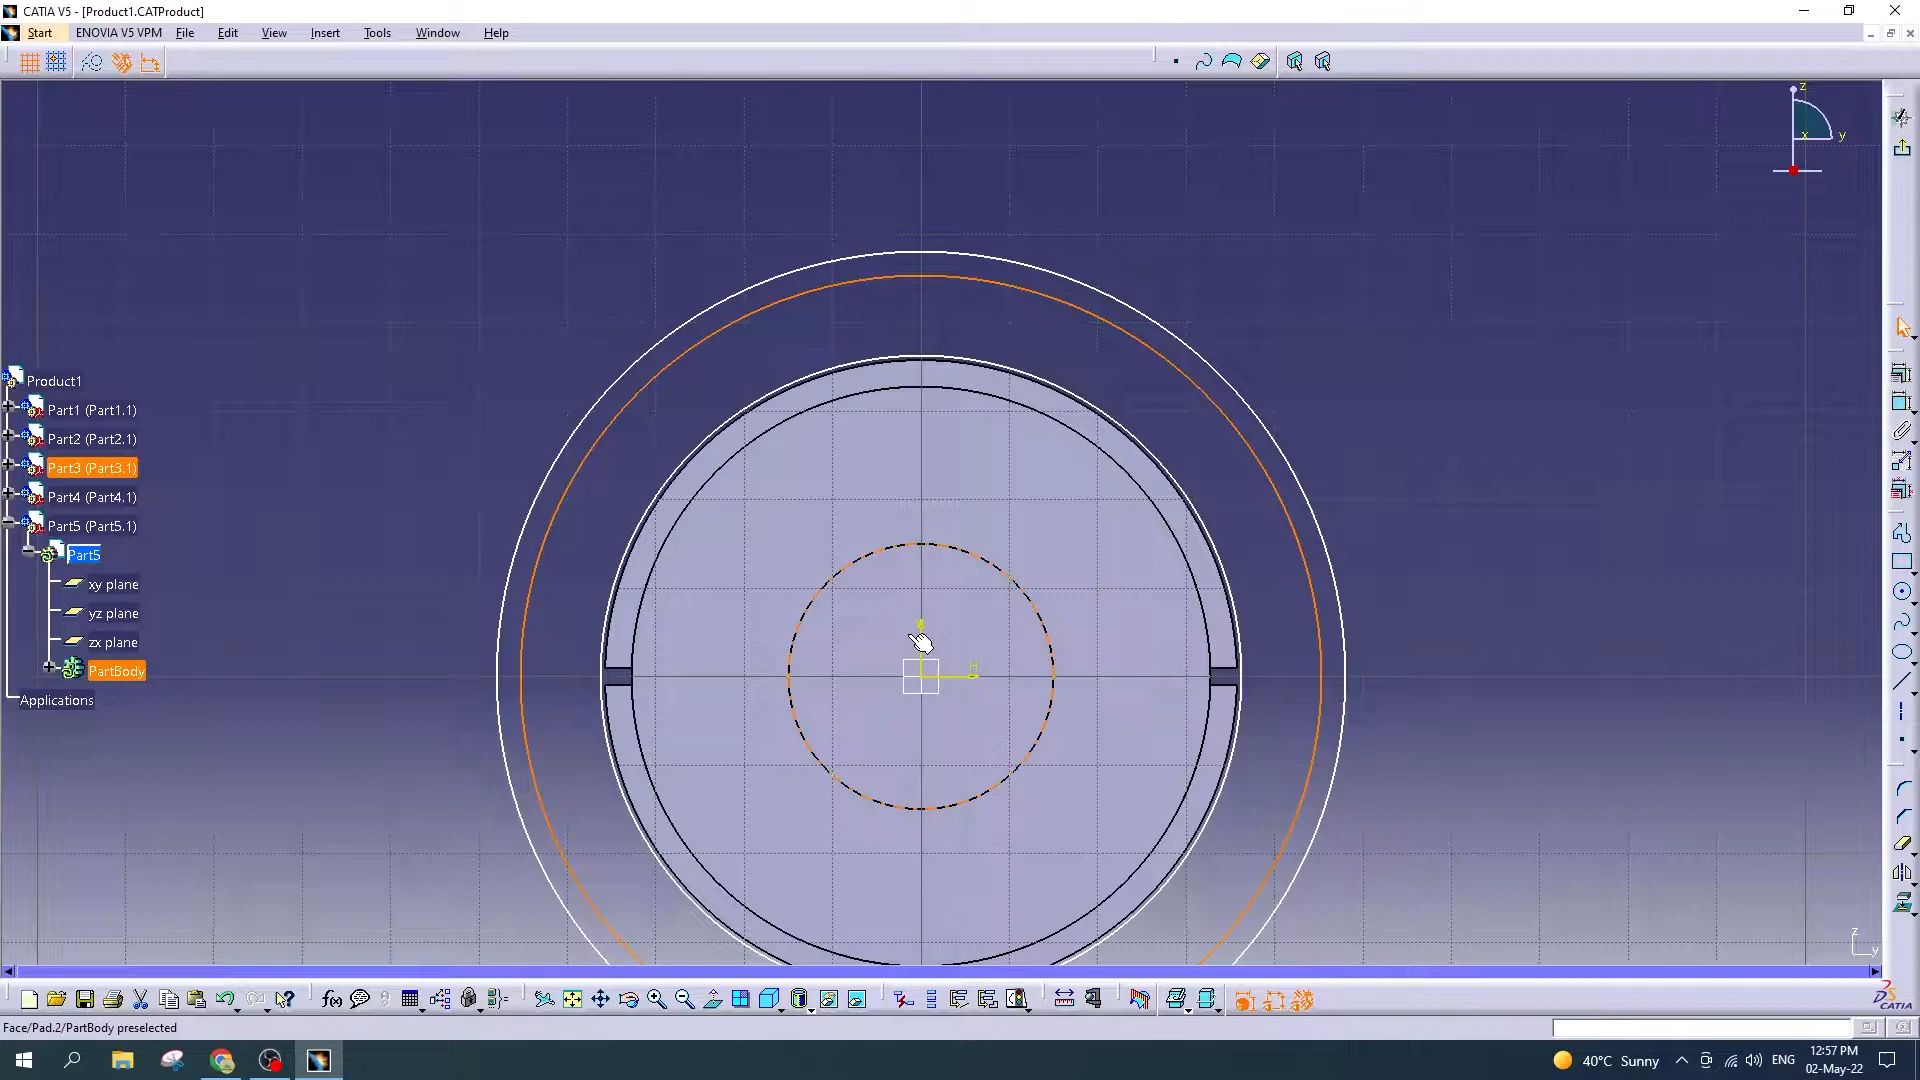 CATIA V5 - [Product1.CATProduct]
Start ENOVIA V5 VPM File Edit View Insert Tools Window Help
z
x
y
Product1
Part1 (Part1.1)
Part2 (Part2.1)
Part3 (Part3.1)
Part4 (Part4.1)
Part5 (Part5.1)
Part5
xy plane
yz plane
zx plane
PartBody
Applications
V
H
z
y
f(x)
CATIA
Face/Pad.2/PartBody preselected
40°C Sunny
ENG
12:57 PM
02-May-22